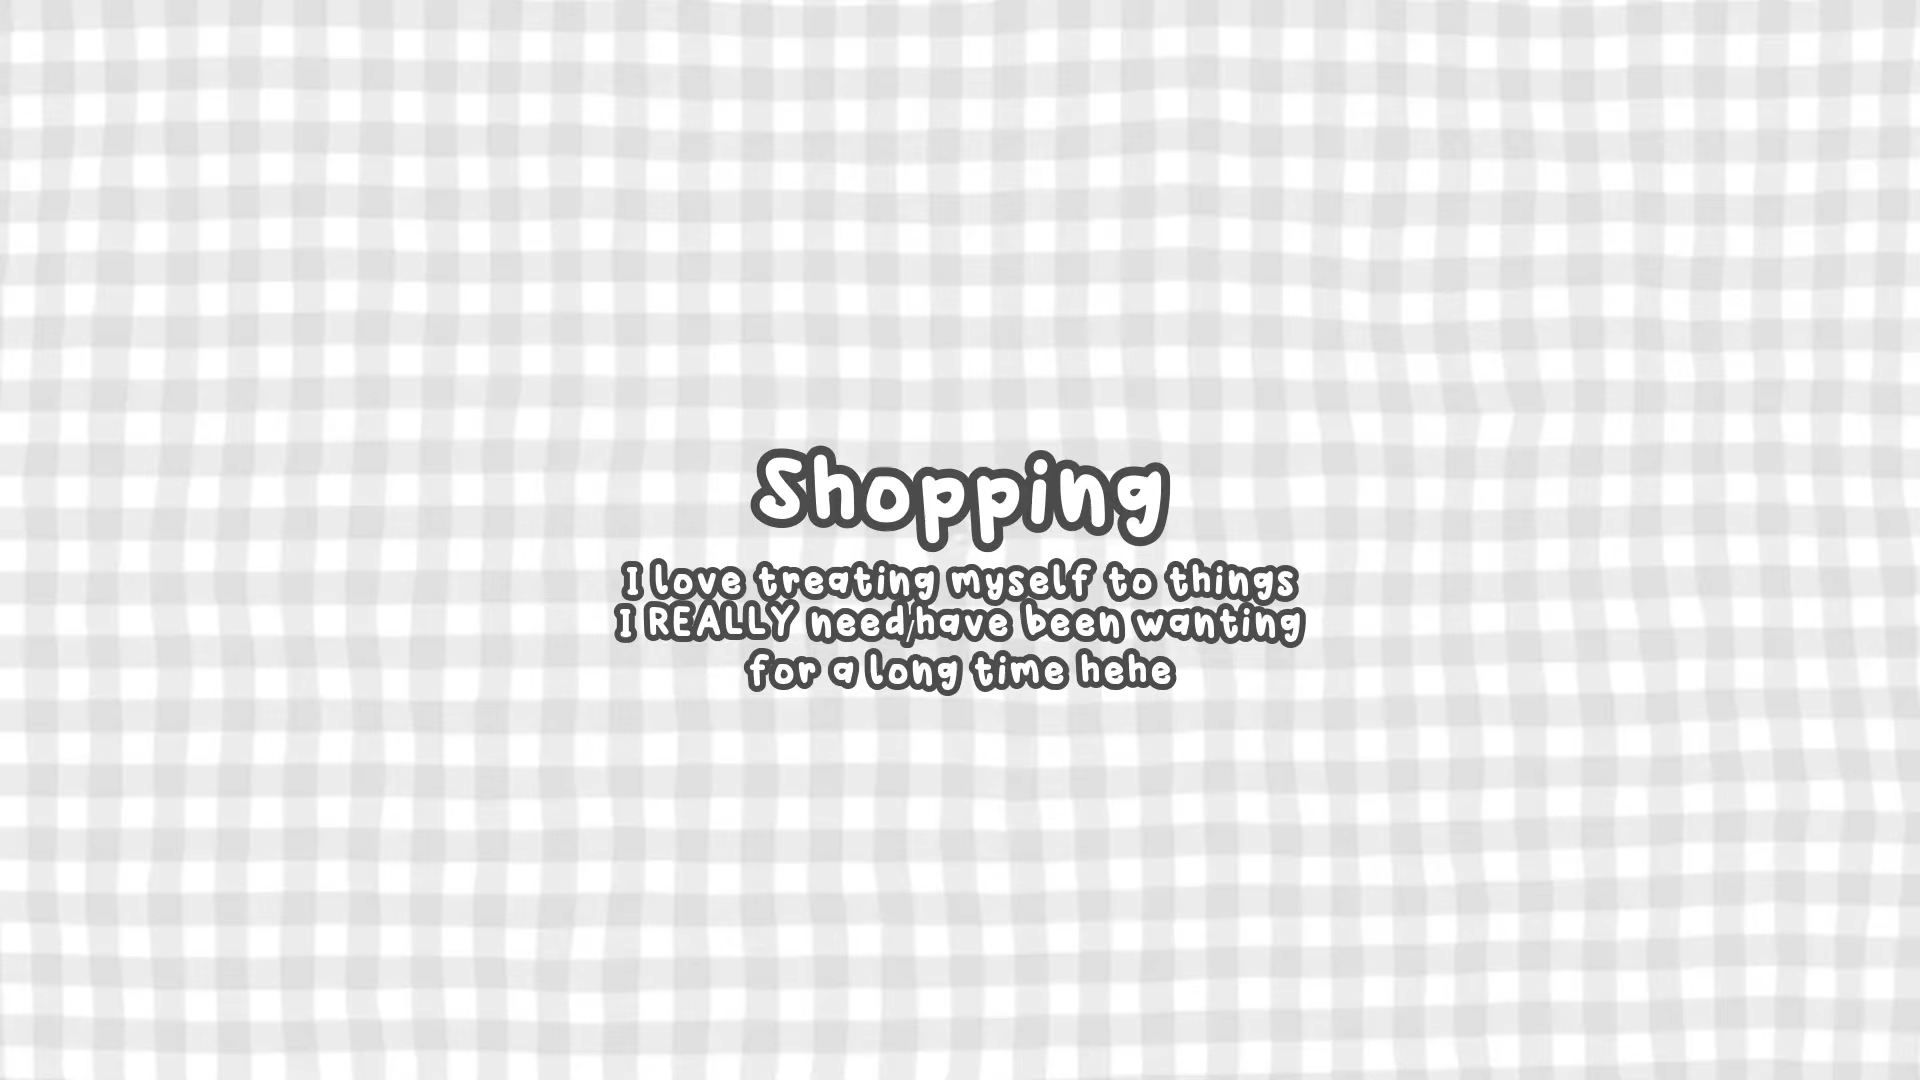 Shopping
I love treating myself to things
I REALLY need/have been wanting
for a long time hehe